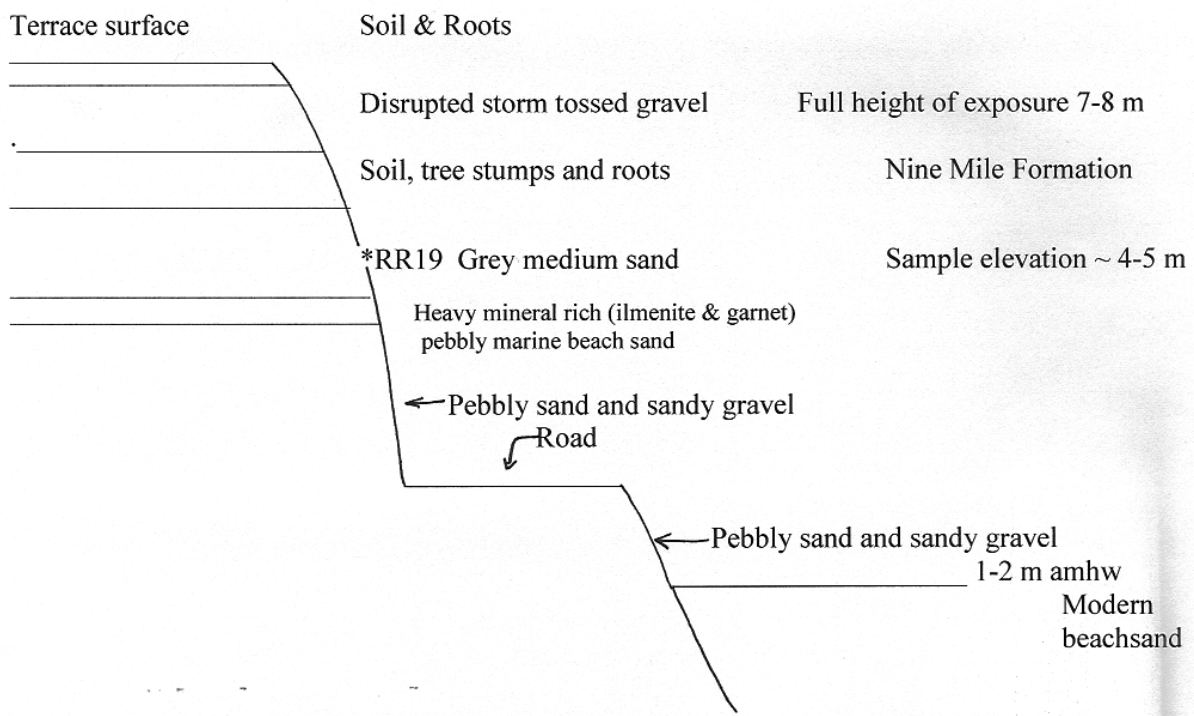 Terrace surface
Soil & Roots
Disrupted storm tossed gravel
Full height of exposure 7-8 m
Soil, tree stumps and roots
Nine Mile Formation
*RR19 Grey medium sand
Sample elevation ~ 4-5 m
Heavy mineral rich (ilmenite & garnet)
pebbly marine beach sand
Pebbly sand and sandy gravel
Road
Pebbly sand and sandy gravel
1-2 m amhw
Modern
beachsand